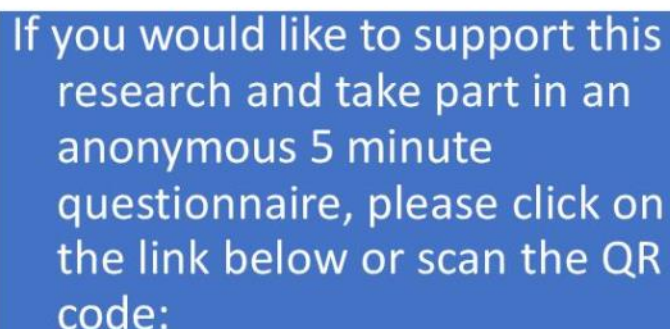 If you would like to support this
research and take part in an
anonymous 5 minute
questionnaire, please click on
the link below or scan the QR
code: